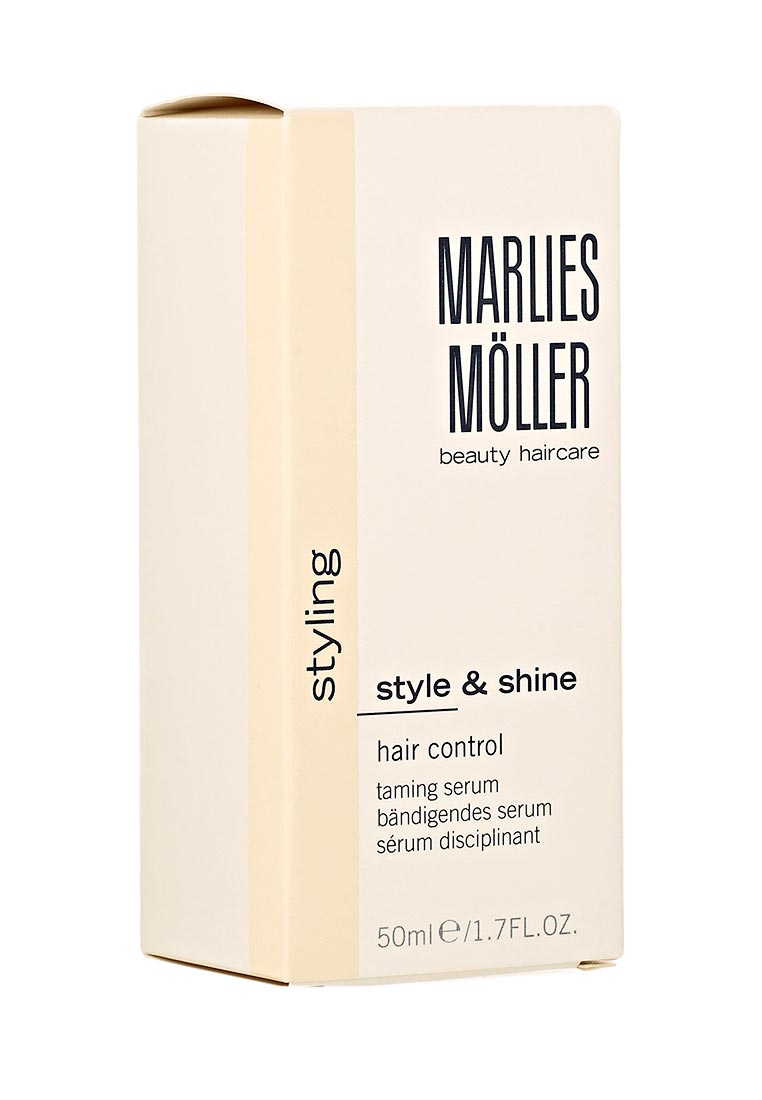 MARLIES
MÖLLER
beauty haircare
styling
style & shine
hair control
taming serum
bändigendes serum
sérum disciplinant
50ml℮/1.7FL.OZ.